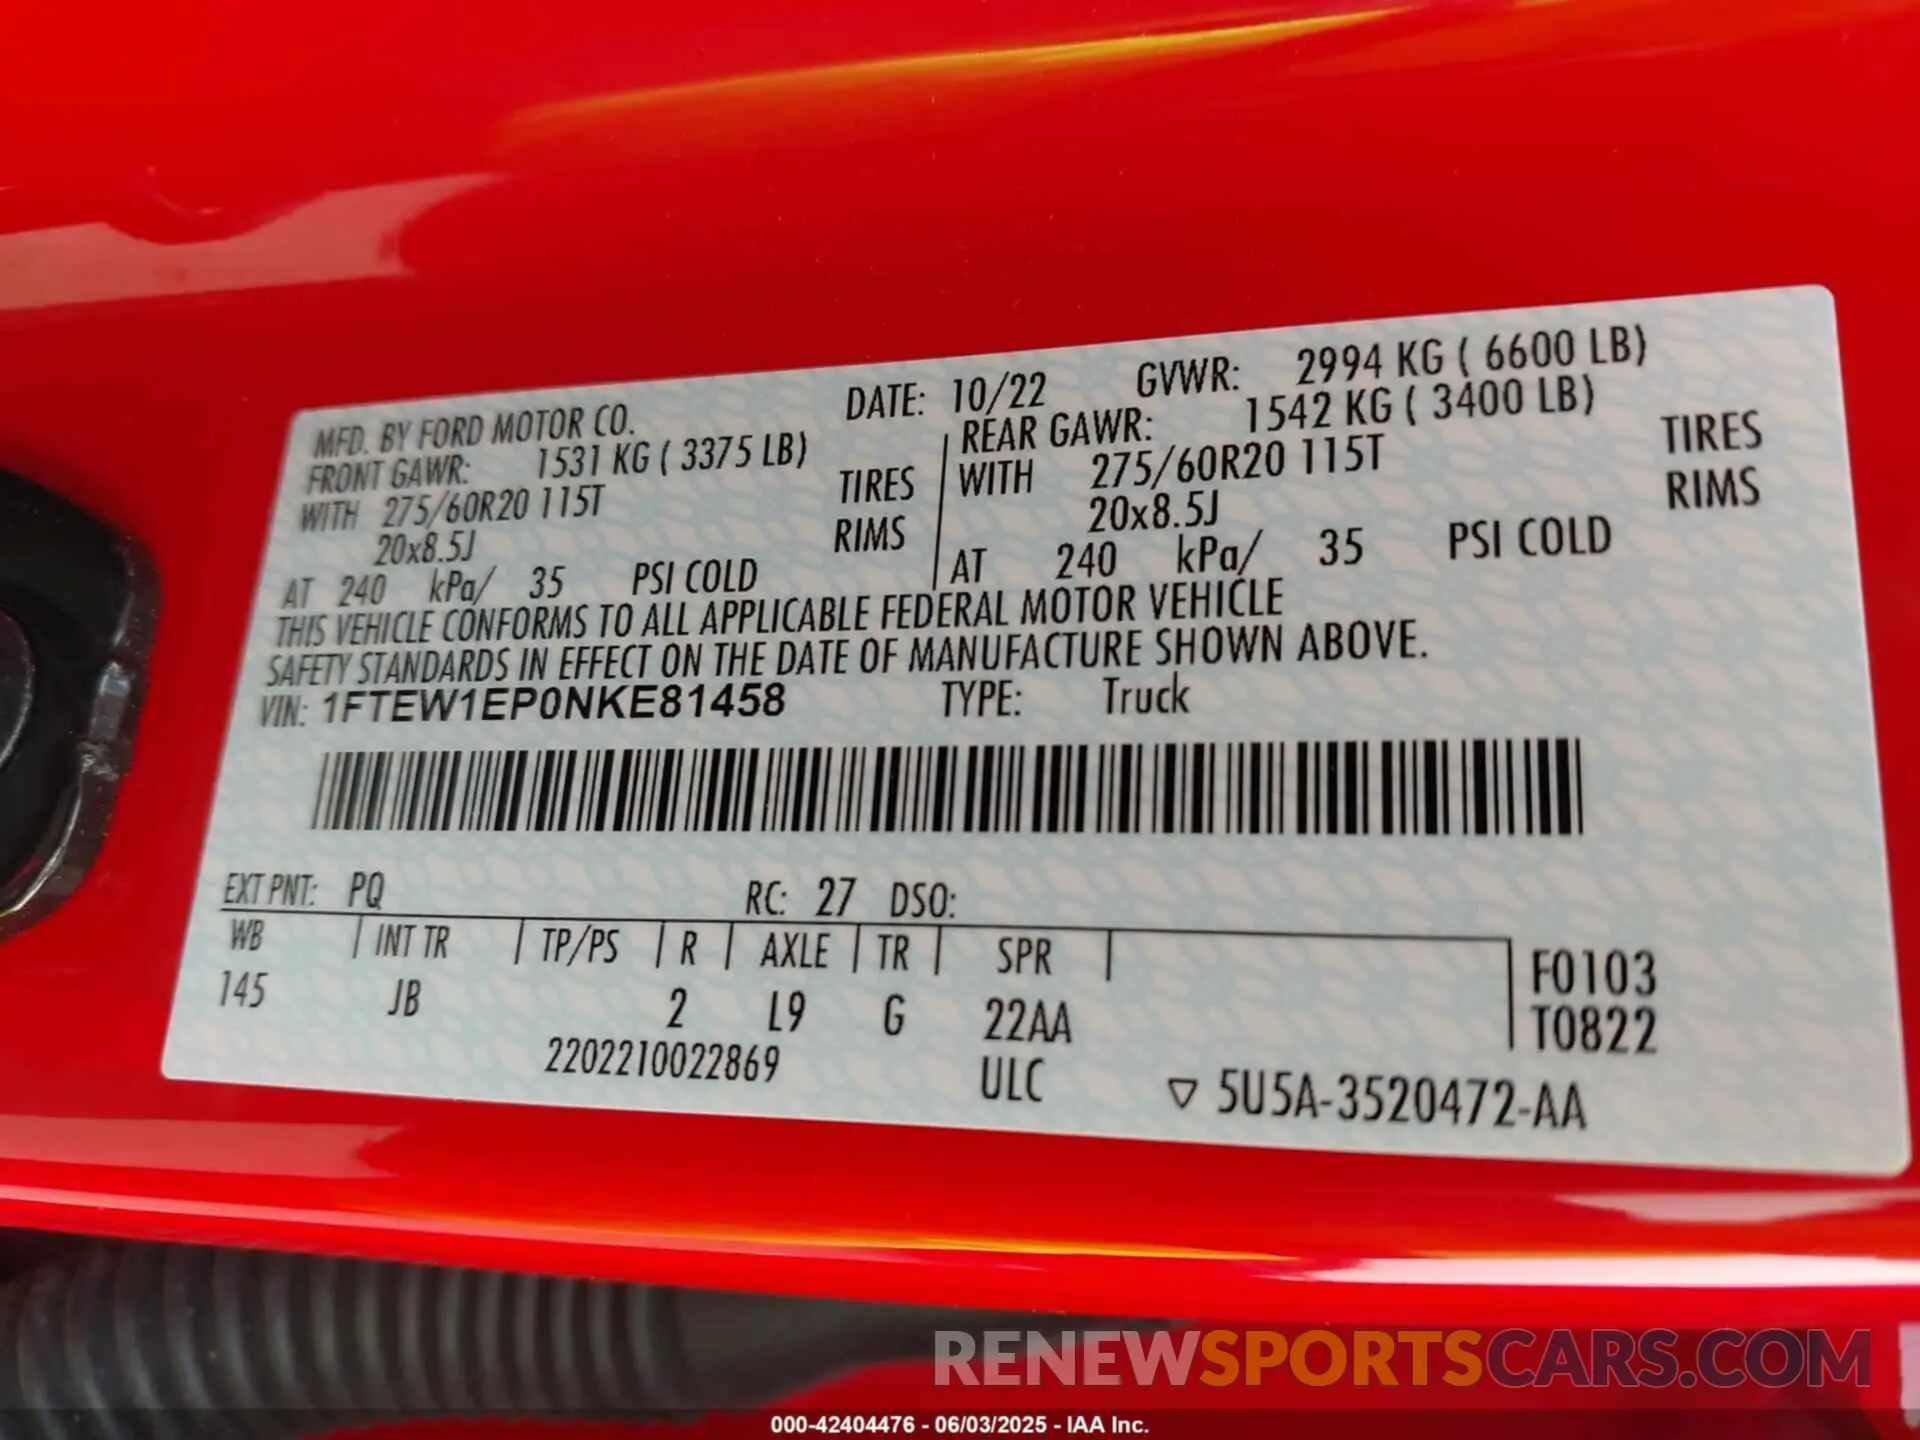 MFD. BY FORD MOTOR CO. DATE: 10/22 GVWR: 2994 KG ( 6600 LB)
FRONT GAWR: 1531 KG ( 3375 LB) REAR GAWR: 1542 KG ( 3400 LB)
WITH 275/60R20 115T TIRES WITH 275/60R20 115T TIRES
20x8.5J RIMS 20x8.5J RIMS
AT 240 kPa/ 35 PSI COLD AT 240 kPa/ 35 PSI COLD
THIS VEHICLE CONFORMS TO ALL APPLICABLE FEDERAL MOTOR VEHICLE
SAFETY STANDARDS IN EFFECT ON THE DATE OF MANUFACTURE SHOWN ABOVE.
VIN: 1FTEW1EP0NKE81458 TYPE: Truck
EXT PNT: PQ RC: 27 DSO:
WB INT TR TP/PS R AXLE TR SPR F0103
145 JB 2 L9 G 22AA T0822
2202210022869 ULC ▽ 5U5A-3520472-AA
RENEWSPORTSCARS.COM
000-42404476 - 06/03/2025 - IAA Inc.